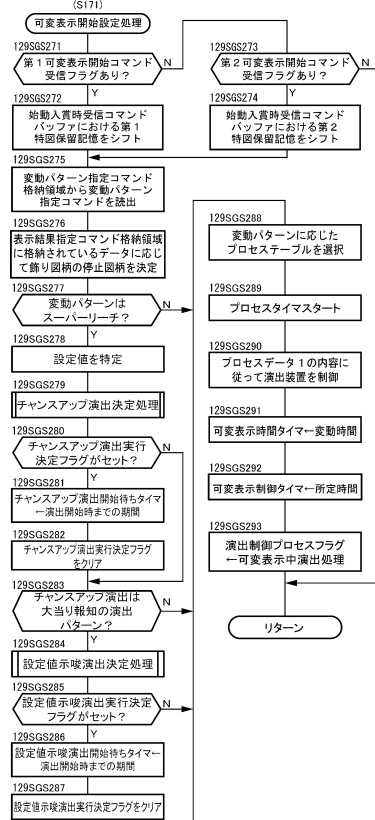 (S171)
可変表示開始設定処理
129SGS271
第1可変表示開始コマンド
受信フラグあり？
N
Y
129SGS273
第2可変表示開始コマンド
受信フラグあり？
N
Y
129SGS272
始動入賞時受信コマンド
バッファにおける第1
特図保留記憶をシフト
129SGS274
始動入賞時受信コマンド
バッファにおける第2
特図保留記憶をシフト
129SGS275
変動パターン指定コマンド
格納領域から変動パターン
指定コマンドを読出
129SGS276
表示結果指定コマンド格納領域
に格納されているデータに応じ
て飾り図柄の停止図柄を決定
129SGS277
変動パターンは
スーパーリーチ？
N
Y
129SGS278
設定値を特定
129SGS279
チャンスアップ演出決定処理
129SGS280
チャンスアップ演出実行
決定フラグがセット？
N
Y
129SGS281
チャンスアップ演出開始待ちタイマ
←演出開始時までの期間
129SGS282
チャンスアップ演出実行決定フラグ
をクリア
129SGS283
チャンスアップ演出は
大当り報知の演出
パターン？
N
Y
129SGS284
設定値示唆演出決定処理
129SGS285
設定値示唆演出実行決定
フラグがセット？
N
Y
129SGS286
設定値示唆演出開始待ちタイマ←
演出開始時までの期間
129SGS287
設定値示唆演出実行決定フラグをクリア
129SGS288
変動パターンに応じた
プロセステーブルを選択
129SGS289
プロセスタイマスタート
129SGS290
プロセスデータ1の内容に
従って演出装置を制御
129SGS291
可変表示時間タイマ←変動時間
129SGS292
可変表示制御タイマ←所定時間
129SGS293
演出制御プロセスフラグ
←可変表示中演出処理
リターン